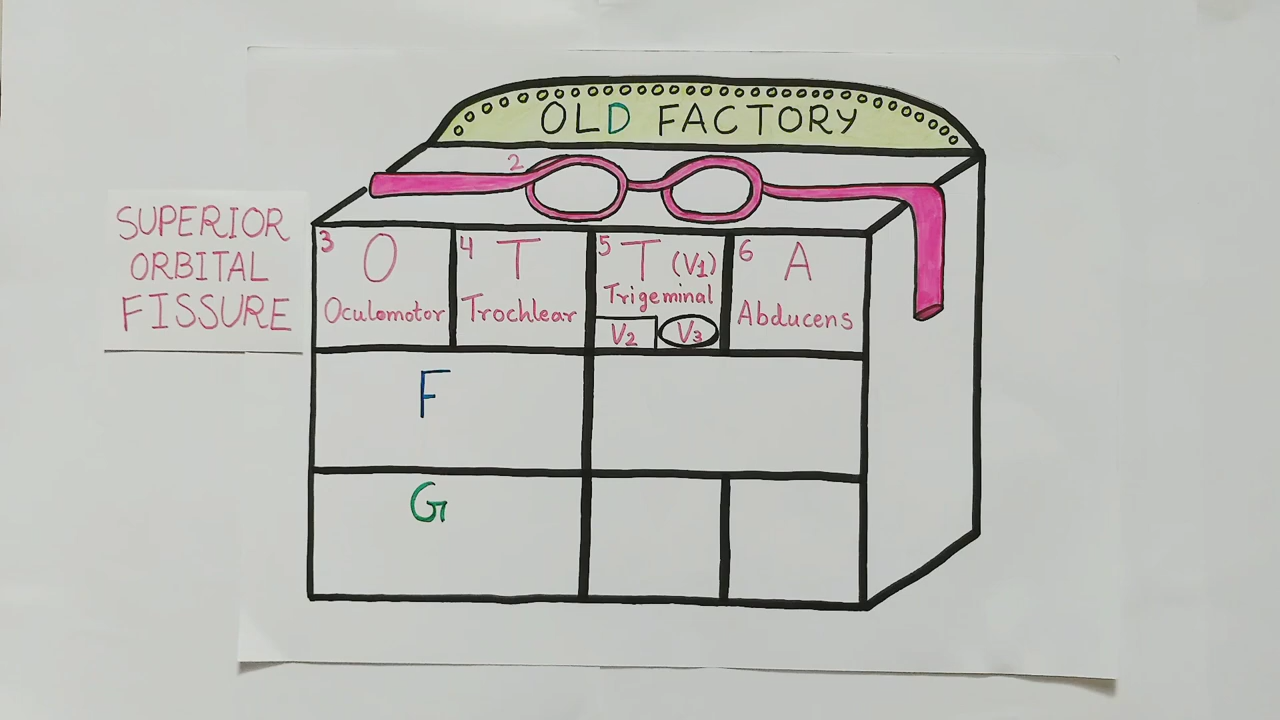 OLD FACTORY
2
SUPERIOR
ORBITAL
FISSURE
3 O
Oculomotor
4 T
Trochlear
5 T (V1)
Trigeminal
V2 V3
6 A
Abducens
F
G